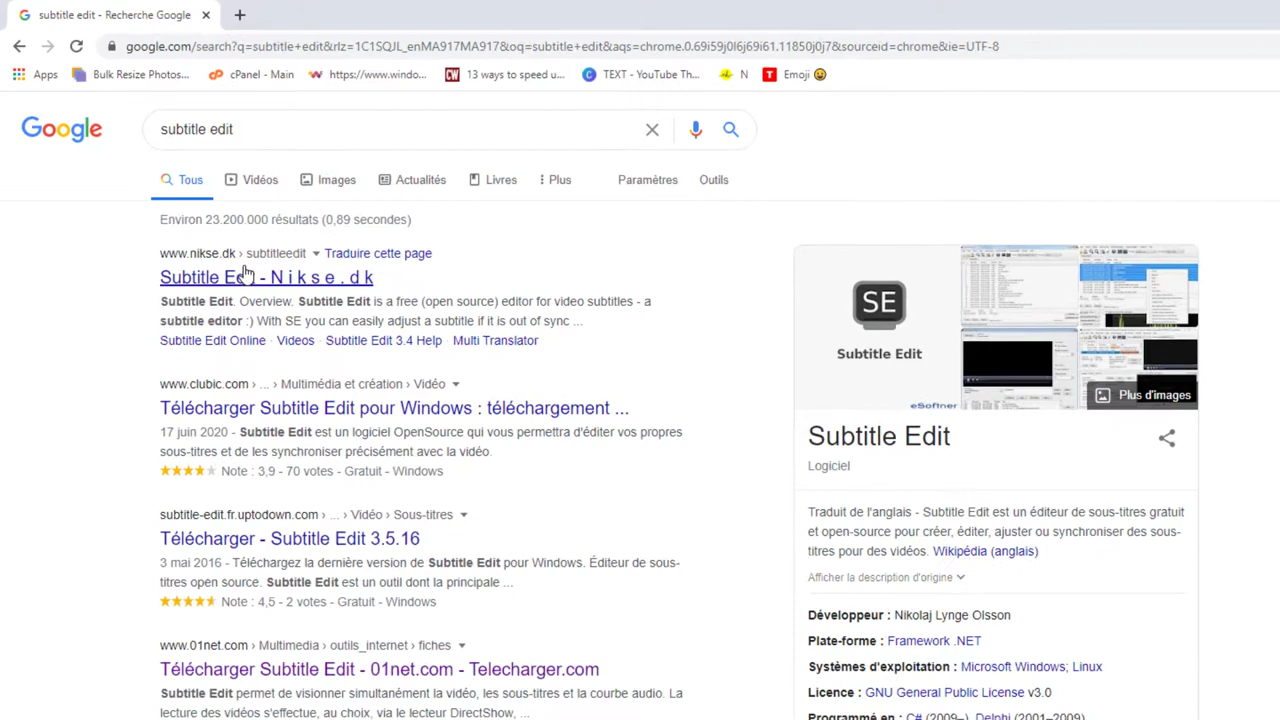 subtitle edit - Recherche Google
google.com/search?q=subtitle+edit&rlz=1C1SQJL_enMA917MA917&oq=subtitle+edit&aqs=chrome.0.69i59j0l6j69i61.11850j0j7&sourceid=chrome&ie=UTF-8
Apps Bulk Resize Photos... cPanel - Main https://www.windo... 13 ways to speed u... TEXT - YouTube Th... N Emoji
Google
subtitle edit
Tous Vidéos Images Actualités Livres Plus Paramètres Outils
Environ 23.200.000 résultats (0,89 secondes)
www.nikse.dk › subtitleedit Traduire cette page
Subtitle Edit - N i k s e . d k
Subtitle Edit. Overview. Subtitle Edit is a free (open source) editor for video subtitles - a
subtitle editor :) With SE you can easily adjust a subtitle if it is out of sync ...
Subtitle Edit Online · Videos · Subtitle Edit 3.4 Help · Multi Translator
www.clubic.com › ... › Multimédia et création › Vidéo
Télécharger Subtitle Edit pour Windows : téléchargement ...
17 juin 2020 - Subtitle Edit est un logiciel OpenSource qui vous permettra d'éditer vos propres
sous-titres et de les synchroniser précisément avec la vidéo.
Note : 3,9 - 70 votes - Gratuit - Windows
subtitle-edit.fr.uptodown.com › ... › Vidéo › Sous-titres
Télécharger - Subtitle Edit 3.5.16
3 mai 2016 - Téléchargez la dernière version de Subtitle Edit pour Windows. Éditeur de sous-
titres open source. Subtitle Edit est un outil dont la principale ...
Note : 4,5 - 2 votes - Gratuit - Windows
www.01net.com › Multimedia › outils_internet › fiches
Télécharger Subtitle Edit - 01net.com - Telecharger.com
Subtitle Edit permet de visionner simultanément la vidéo, les sous-titres et la courbe audio. La
lecture des vidéos s'effectue, au choix, via le lecteur DirectShow, ...
SE
Subtitle Edit
eSoftner
Plus d'images
Subtitle Edit
Logiciel
Traduit de l'anglais - Subtitle Edit est un éditeur de sous-titres gratuit
et open-source pour créer, éditer, ajuster ou synchroniser des sous-
titres pour des vidéos. Wikipédia (anglais)
Afficher la description d'origine
Développeur : Nikolaj Lynge Olsson
Plate-forme : Framework .NET
Systèmes d'exploitation : Microsoft Windows; Linux
Licence : GNU General Public License v3.0
Programmé en : C# (2009–), Delphi (2001–2009)